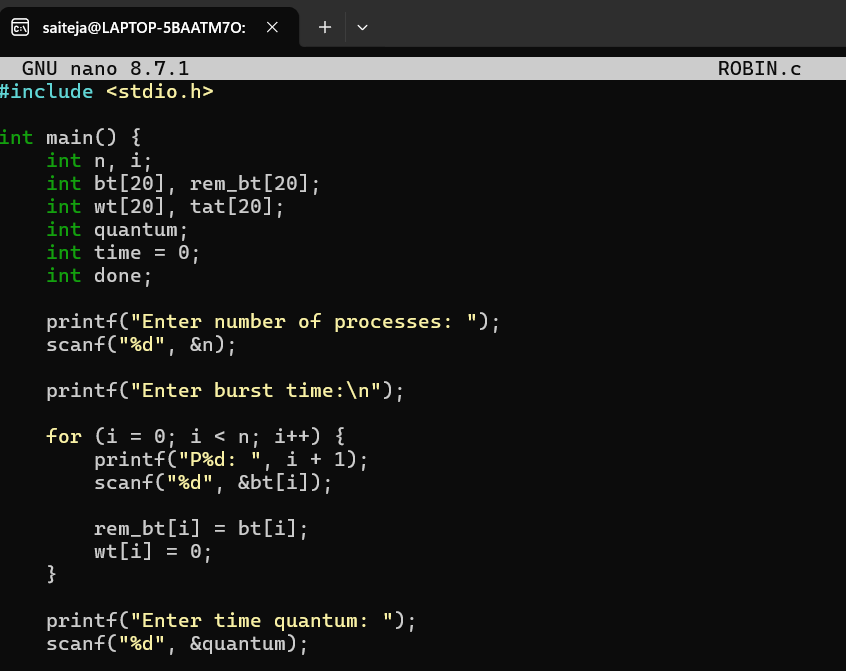 saiteja@LAPTOP-5BAATM7O:
GNU nano 8.7.1 ROBIN.c
#include <stdio.h>

int main() {
    int n, i;
    int bt[20], rem_bt[20];
    int wt[20], tat[20];
    int quantum;
    int time = 0;
    int done;

    printf("Enter number of processes: ");
    scanf("%d", &n);

    printf("Enter burst time:\n");

    for (i = 0; i < n; i++) {
        printf("P%d: ", i + 1);
        scanf("%d", &bt[i]);

        rem_bt[i] = bt[i];
        wt[i] = 0;
    }

    printf("Enter time quantum: ");
    scanf("%d", &quantum);